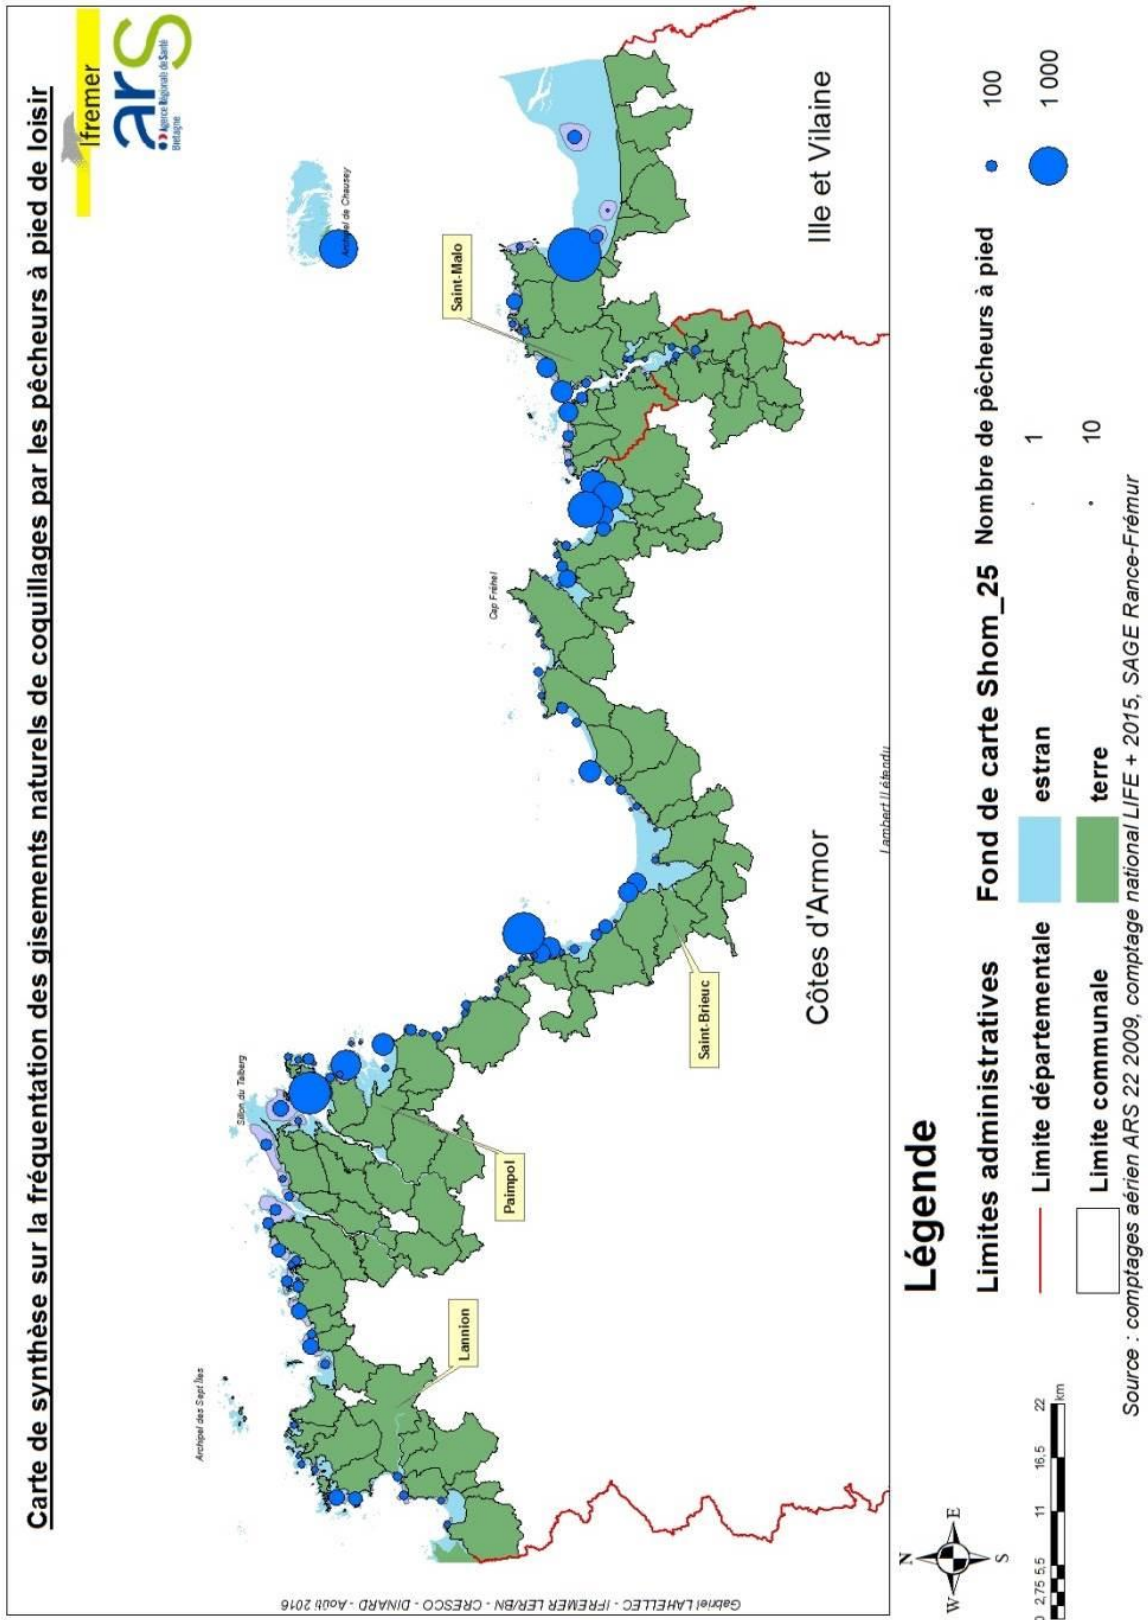 Carte de synthèse sur la fréquentation des gisements naturels de coquillages par les pêcheurs à pied de loisir
Ifremer
ars
Agence Régionale de Santé
Bretagne
Archipel de Chausey
Archipel des Sept Îles
Sillon du Talberg
Cap Fréhel
Saint-Malo
Lannion
Paimpol
Saint-Brieuc
Côtes d'Armor
Ille et Vilaine
Lambert II étendu
Gabriel LAHELLEC - IFREMER LER/BN - CRESCO - DINARD - Août 2016
N
W
E
S
0 2,75 5,5 11 16,5 22
km
Légende
Limites administratives
Limite départementale
Limite communale
Fond de carte Shom_25
estran
terre
Nombre de pêcheurs à pied
1
10
100
1 000
Source : comptages aérien ARS 22 2009, comptage national LIFE + 2015, SAGE Rance-Frémur